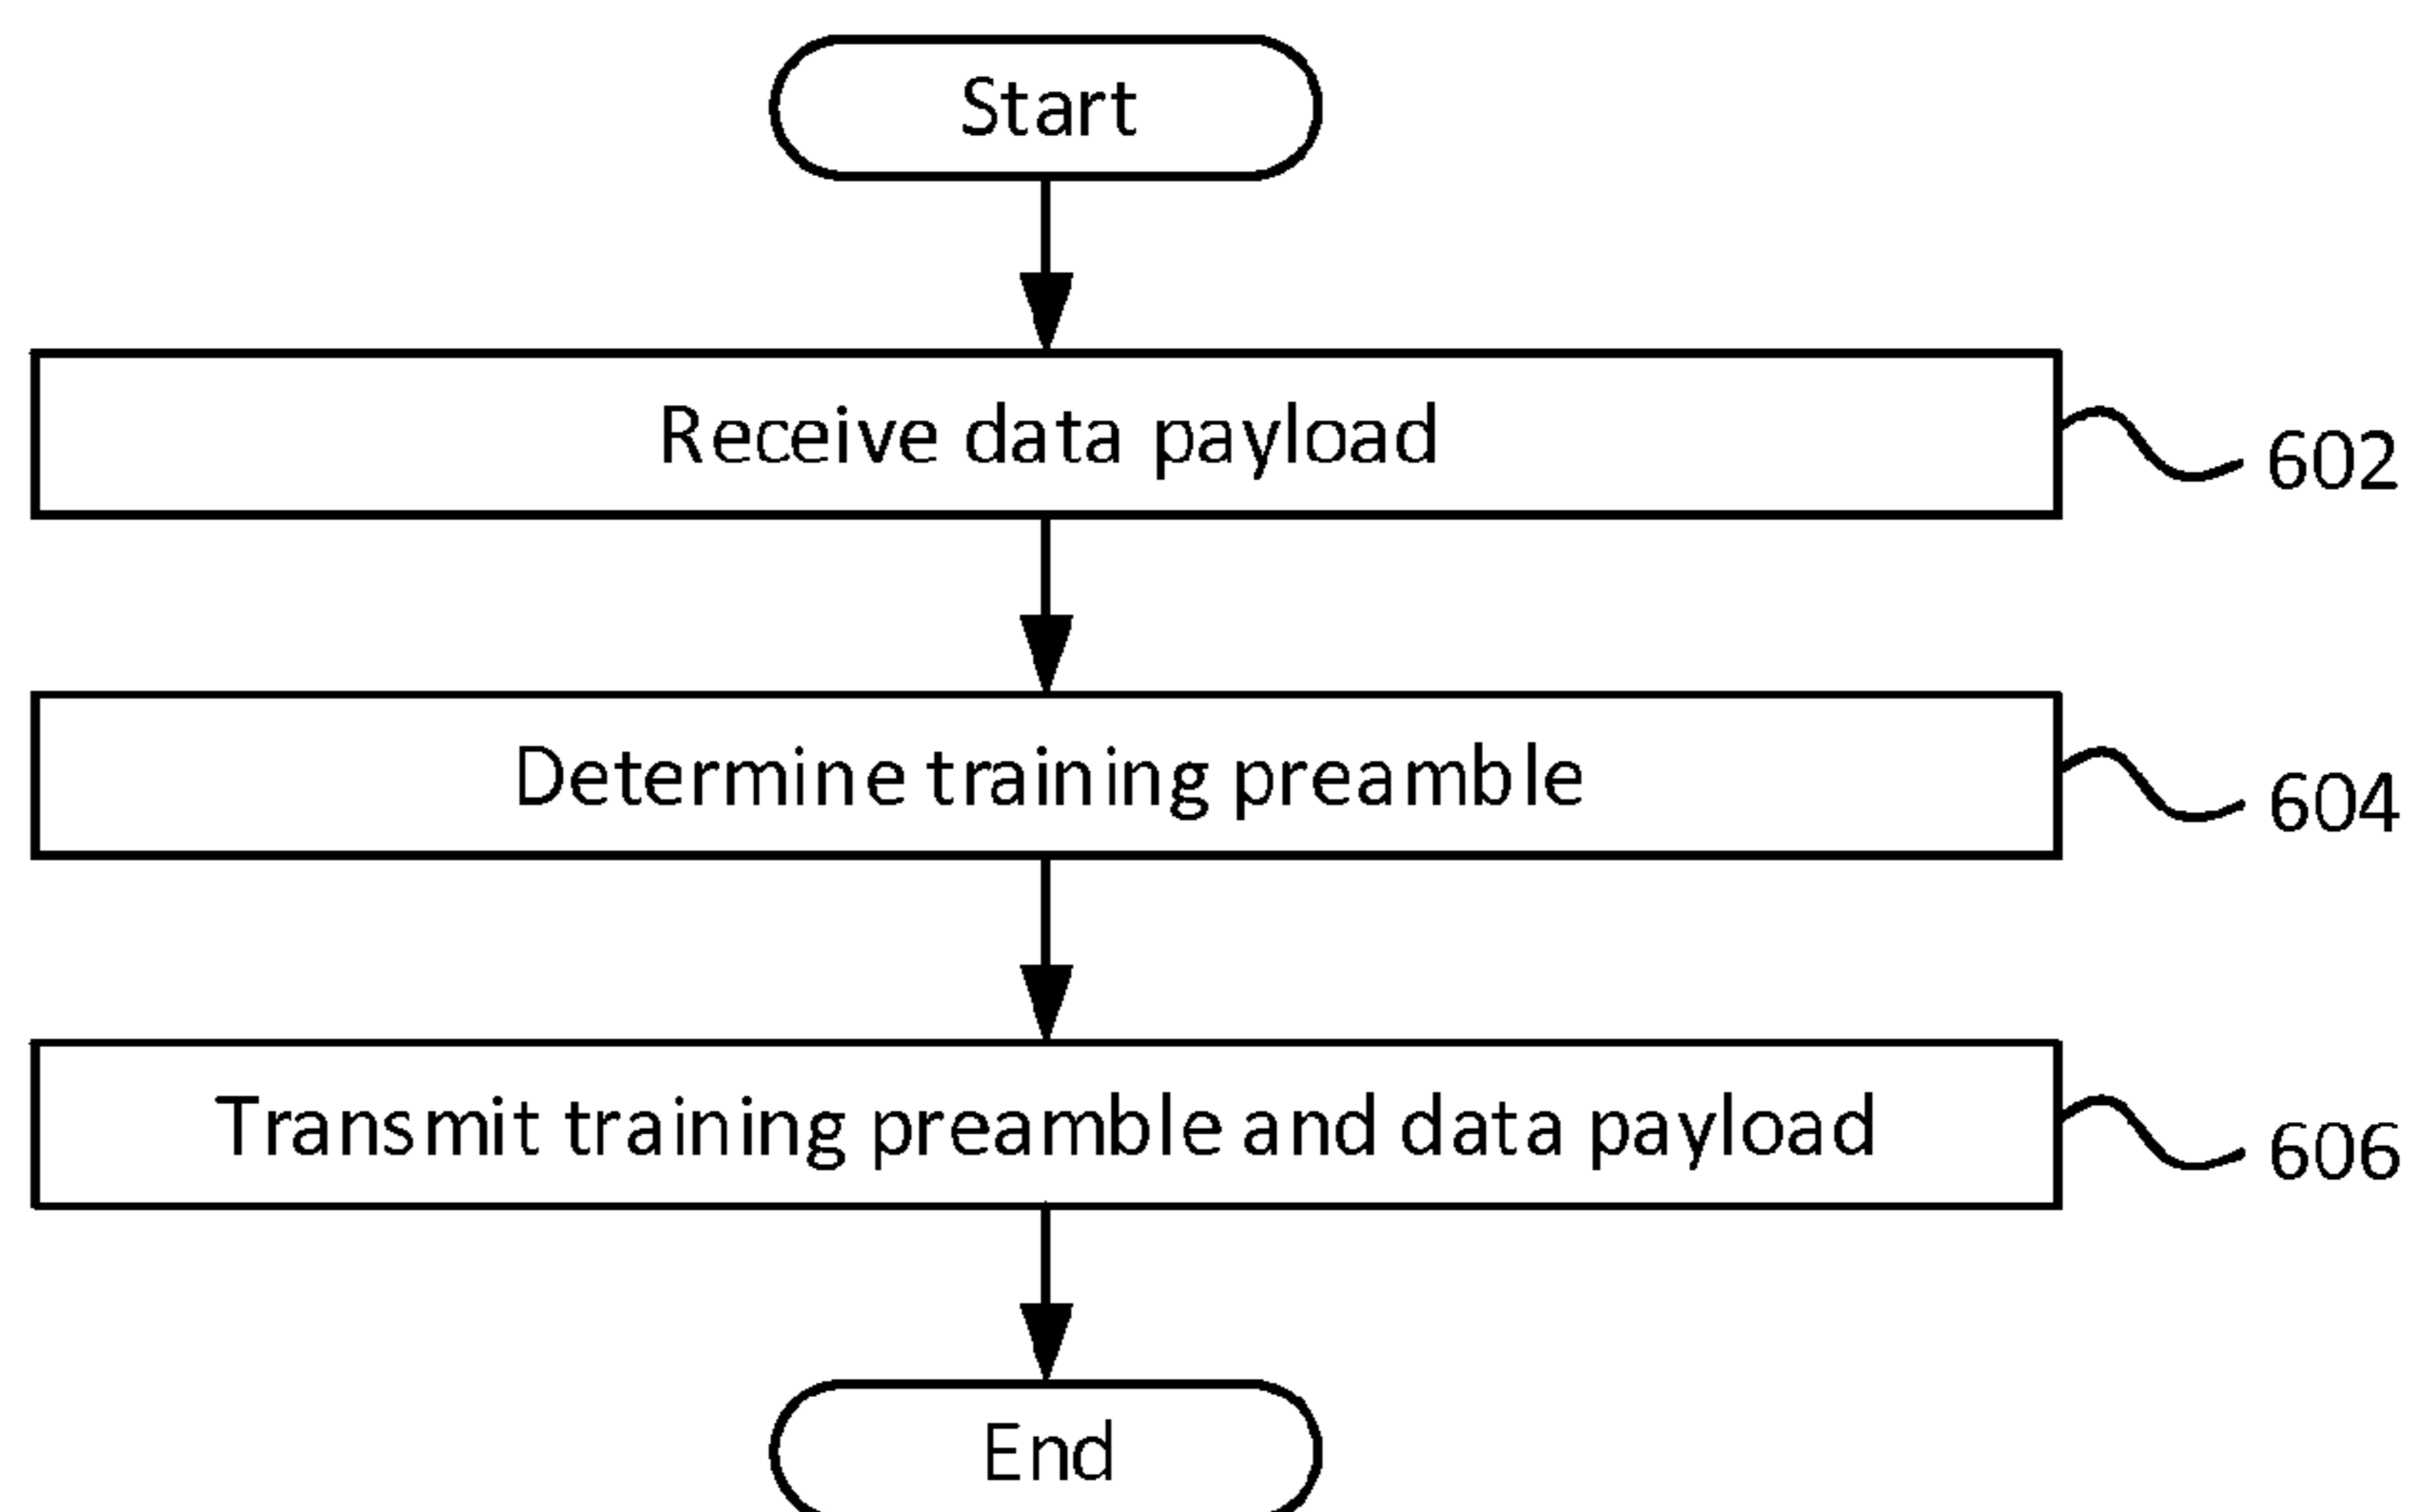 Start
Receive data payload
602
Determine training preamble
604
Transmit training preamble and data payload
606
End